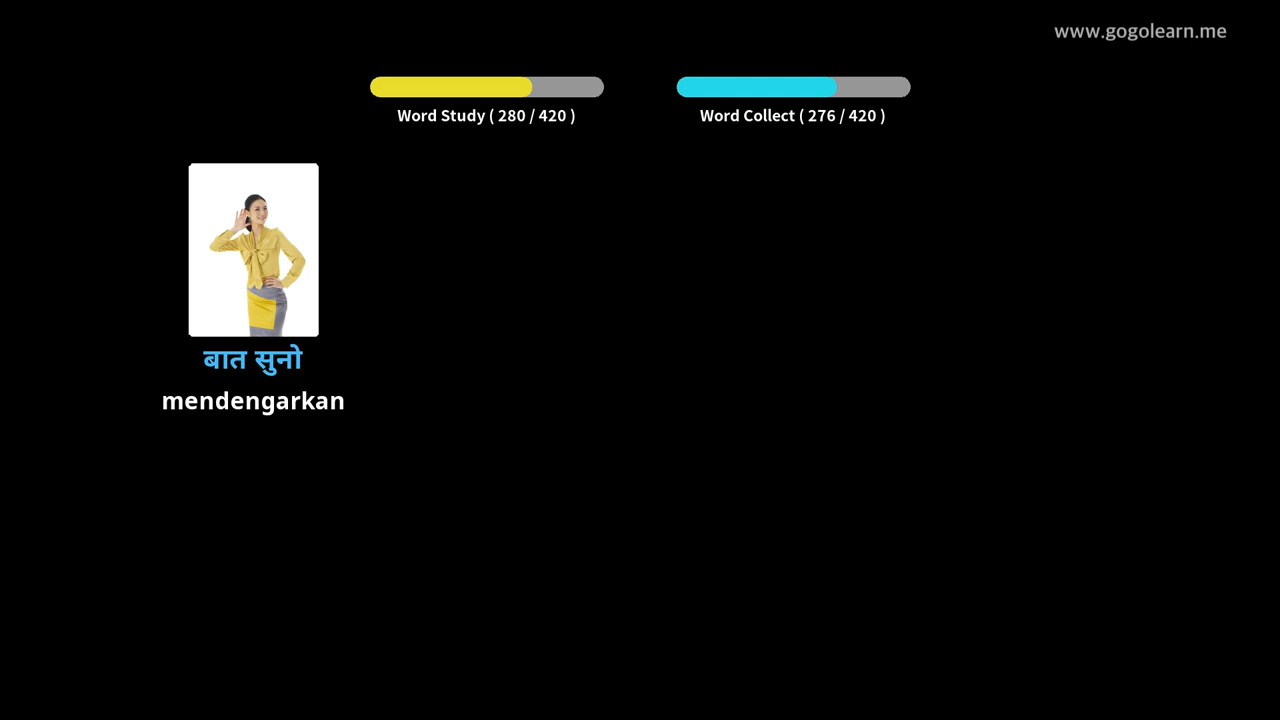 www.gogolearn.me
Word Study ( 280 / 420 )
Word Collect ( 276 / 420 )
बात सुनो
mendengarkan